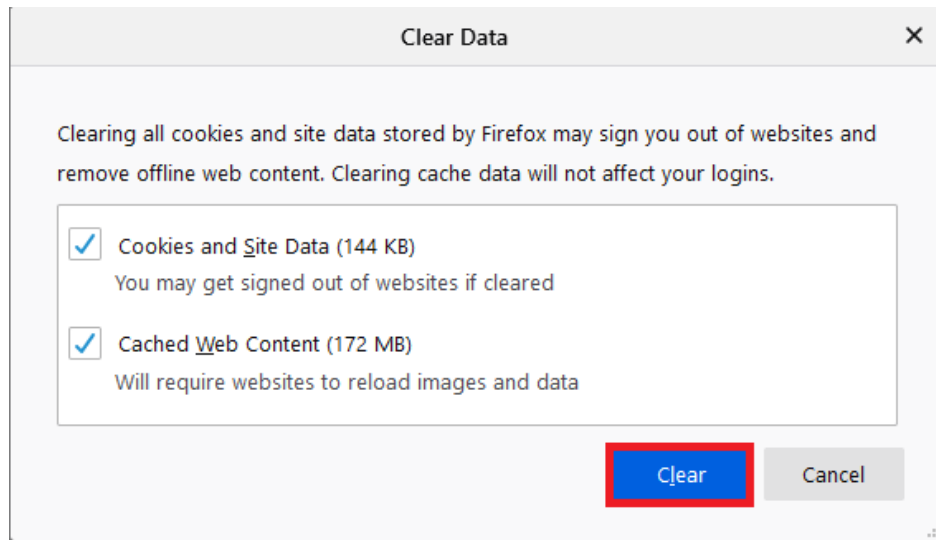 Clear Data
Clearing all cookies and site data stored by Firefox may sign you out of websites and
remove offline web content. Clearing cache data will not affect your logins.
Cookies and Site Data (144 KB)
You may get signed out of websites if cleared
Cached Web Content (172 MB)
Will require websites to reload images and data
Clear
Cancel